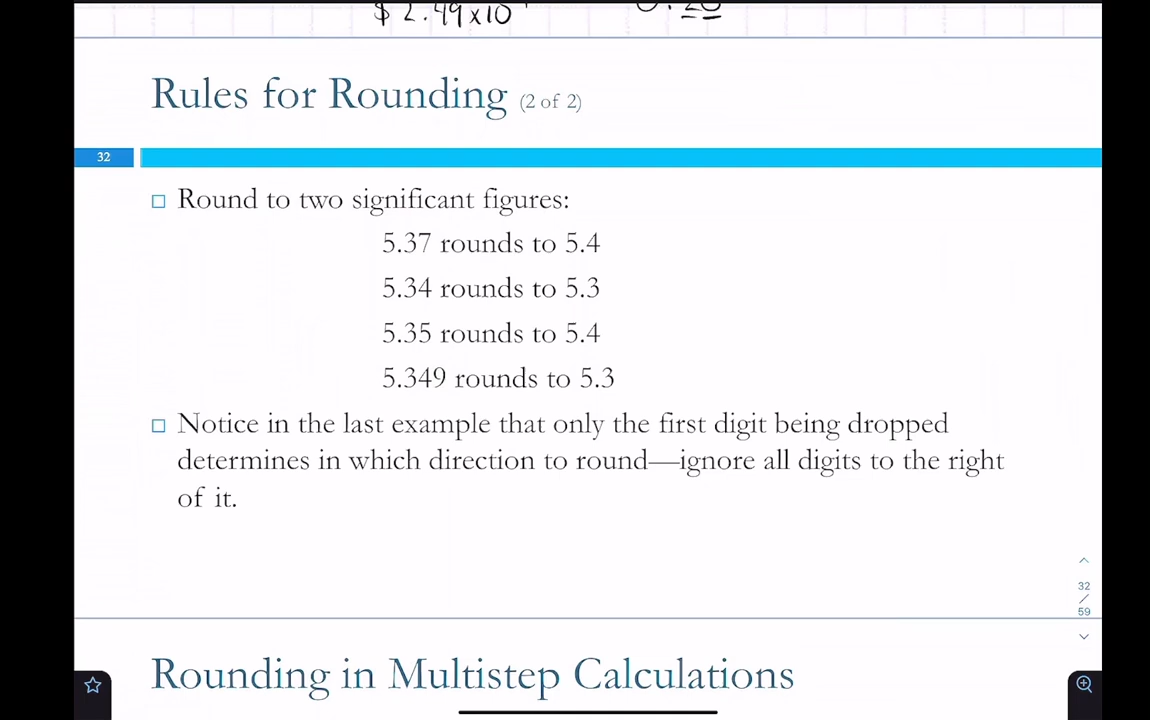 $ 2.49x10
Rules for Rounding (2 of 2)
32
Round to two significant figures:
5.37 rounds to 5.4
5.34 rounds to 5.3
5.35 rounds to 5.4
5.349 rounds to 5.3
Notice in the last example that only the first digit being dropped
determines in which direction to round—ignore all digits to the right
of it.
32
/
59
Rounding in Multistep Calculations